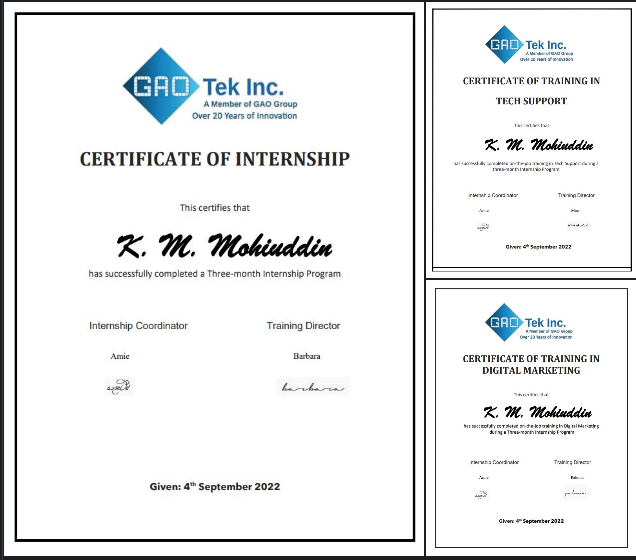 GAO Tek Inc.
A Member of GAO Group
Over 20 Years of Innovation
CERTIFICATE OF INTERNSHIP
This certifies that
K. M. Mohiuddin
has successfully completed a Three-month Internship Program
Internship Coordinator Training Director
Amie Barbara
barbara
Given: 4th September 2022
GAO Tek Inc.
A Member of GAO Group
Over 20 Years of Innovation
CERTIFICATE OF TRAINING IN
TECH SUPPORT
This certifies that
K. M. Mohiuddin
has successfully completed on-the-job training in Tech Support during a
three-month Internship Program
Internship Coordinator Training Director
Amie
Given: 4th September 2022
GAO Tek Inc.
A Member of GAO Group
Over 20 Years of Innovation
CERTIFICATE OF TRAINING IN
DIGITAL MARKETING
This certifies that
K. M. Mohiuddin
has successfully completed on-the-job training in Digital Marketing
during a Three-month Internship Program
Internship Coordinator Training Director
Amie
Given: 4th September 2022